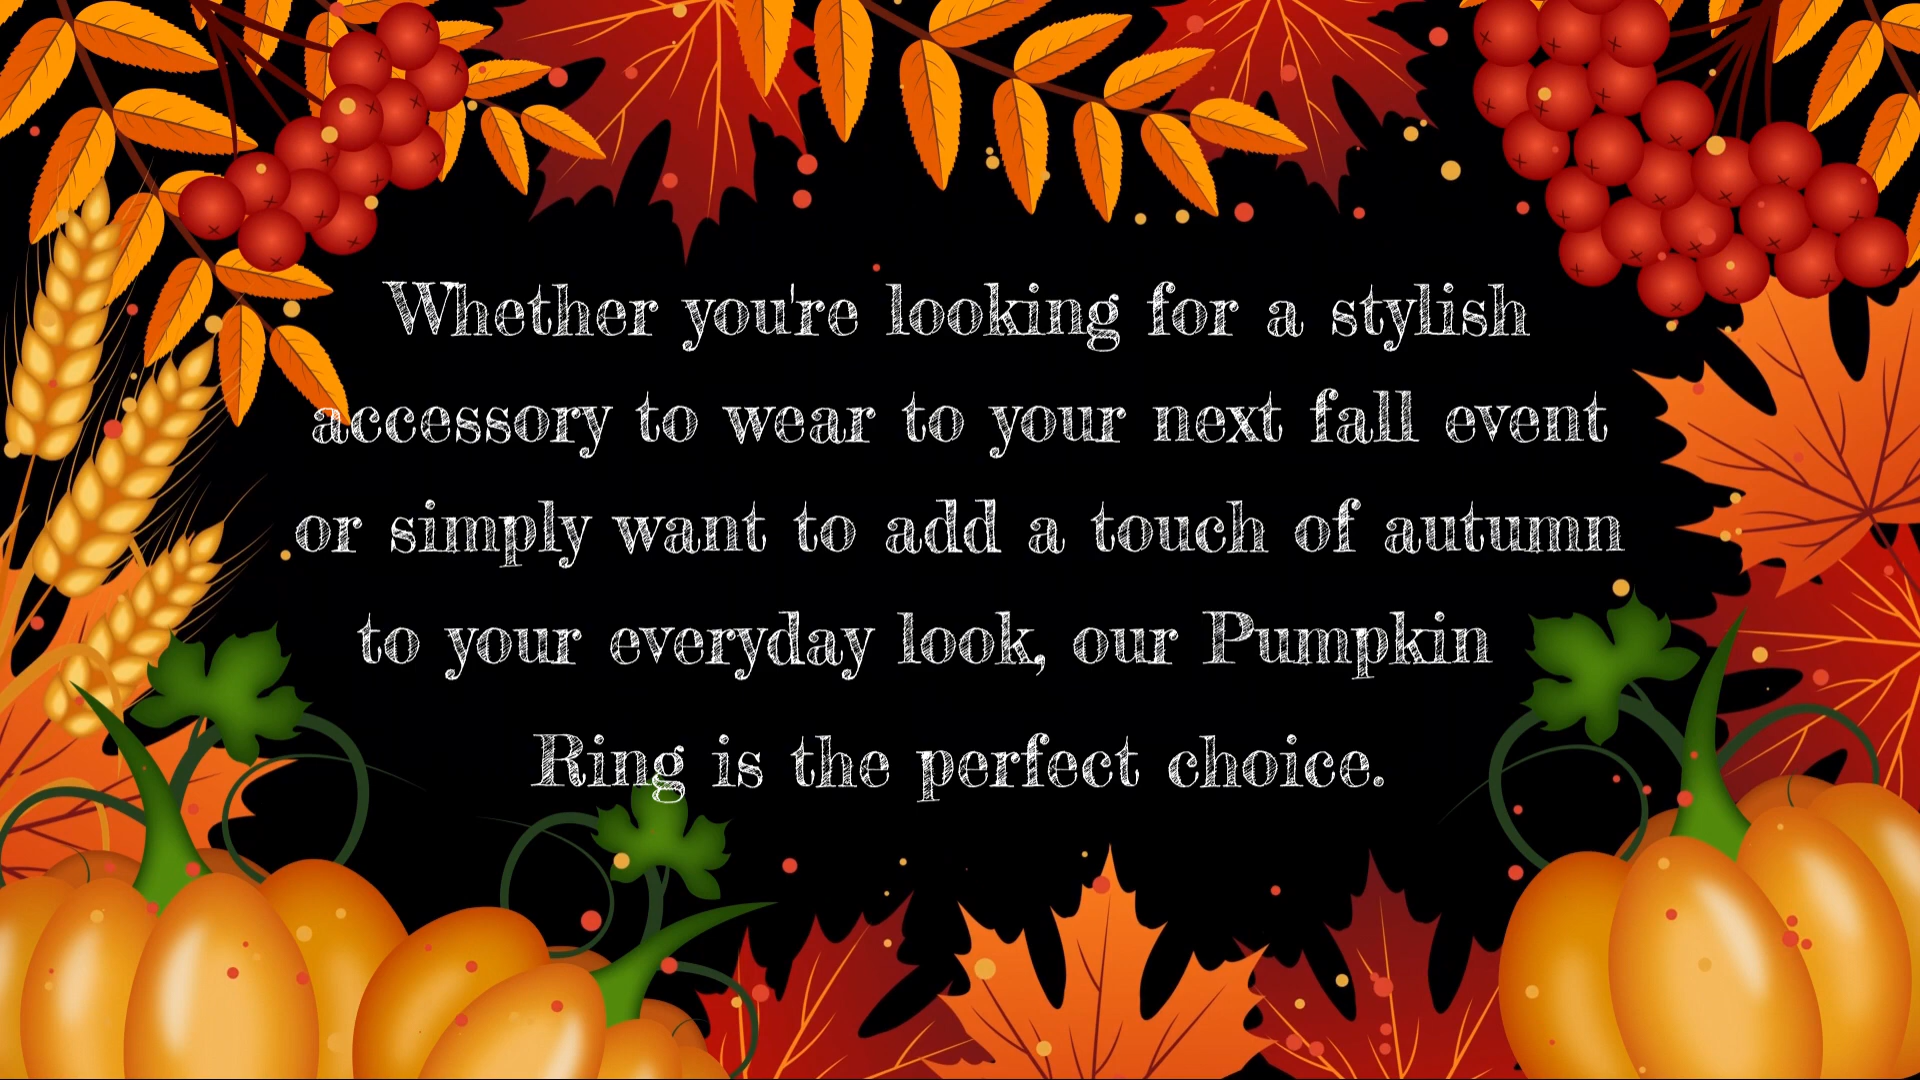 Whether you're looking for a stylish
accessory to wear to your next fall event
or simply want to add a touch of autumn
to your everyday look, our Pumpkin
Ring is the perfect choice.